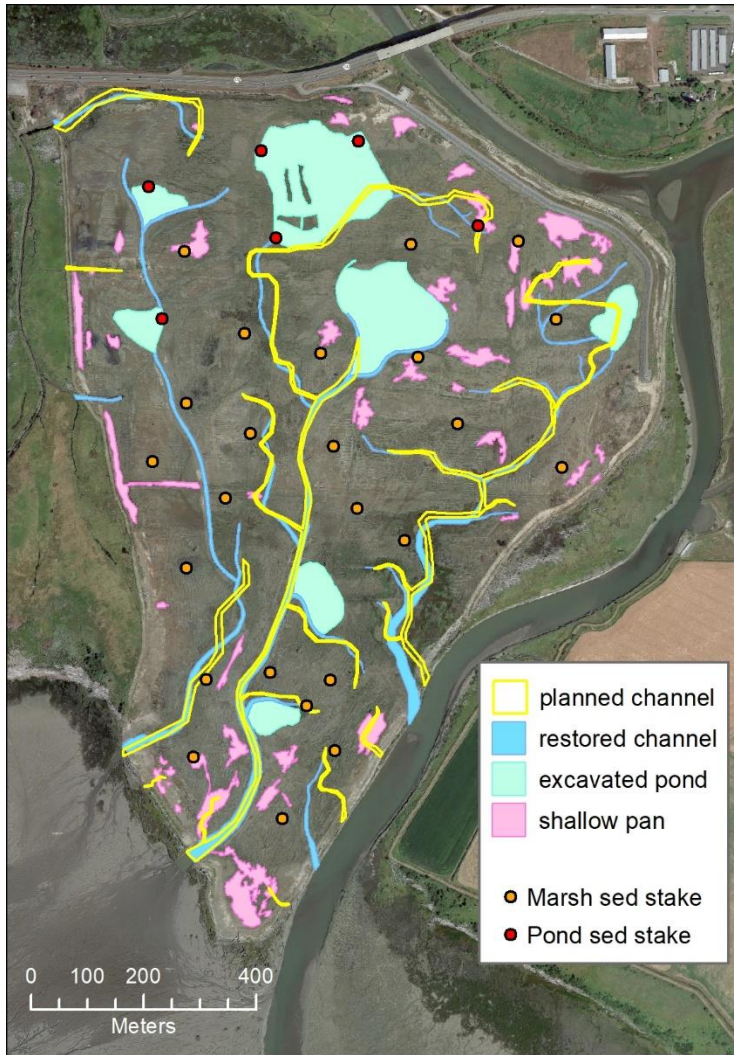 planned channel
restored channel
excavated pond
shallow pan
Marsh sed stake
Pond sed stake
0 100 200 400
Meters